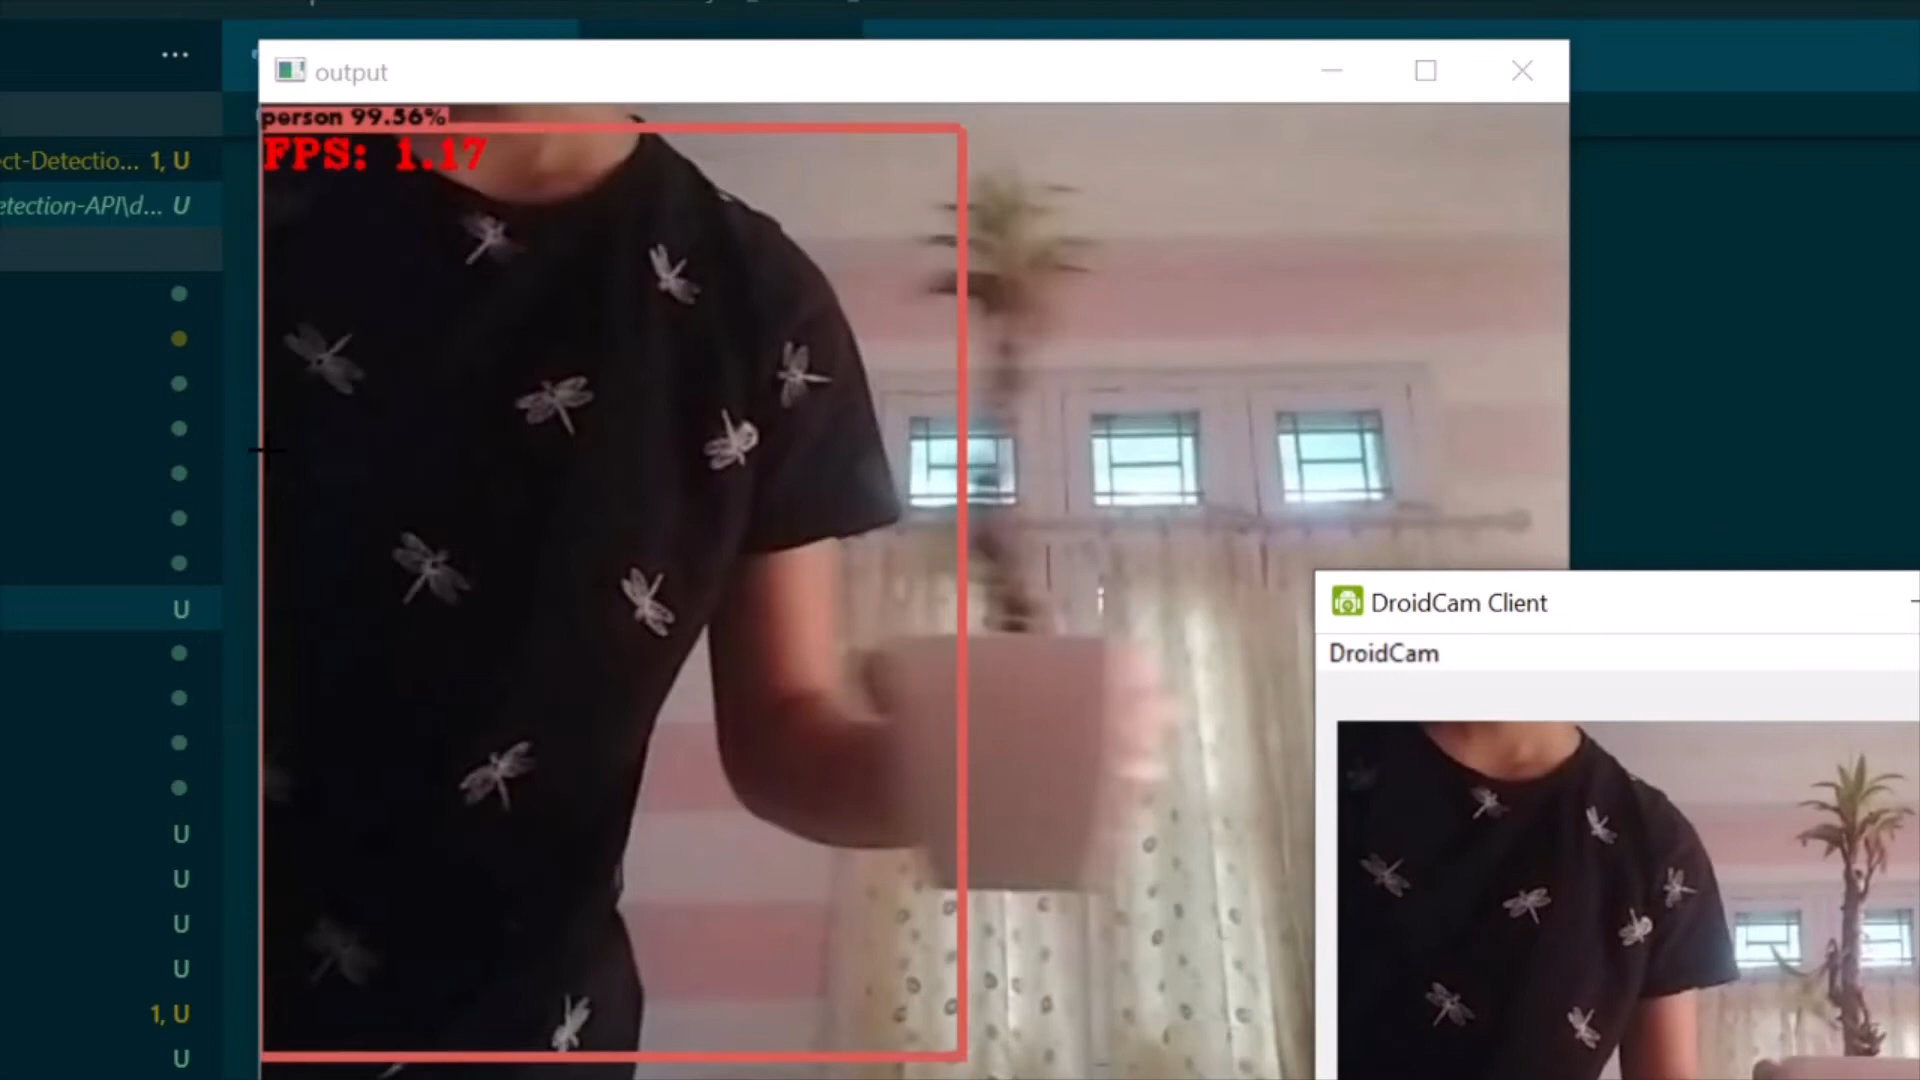 ...
output
person 99.56%
FPS: 1.17
ct-Detectio... 1, U
etection-API\d... U
U
U
U
U
U
1, U
U
DroidCam Client
DroidCam